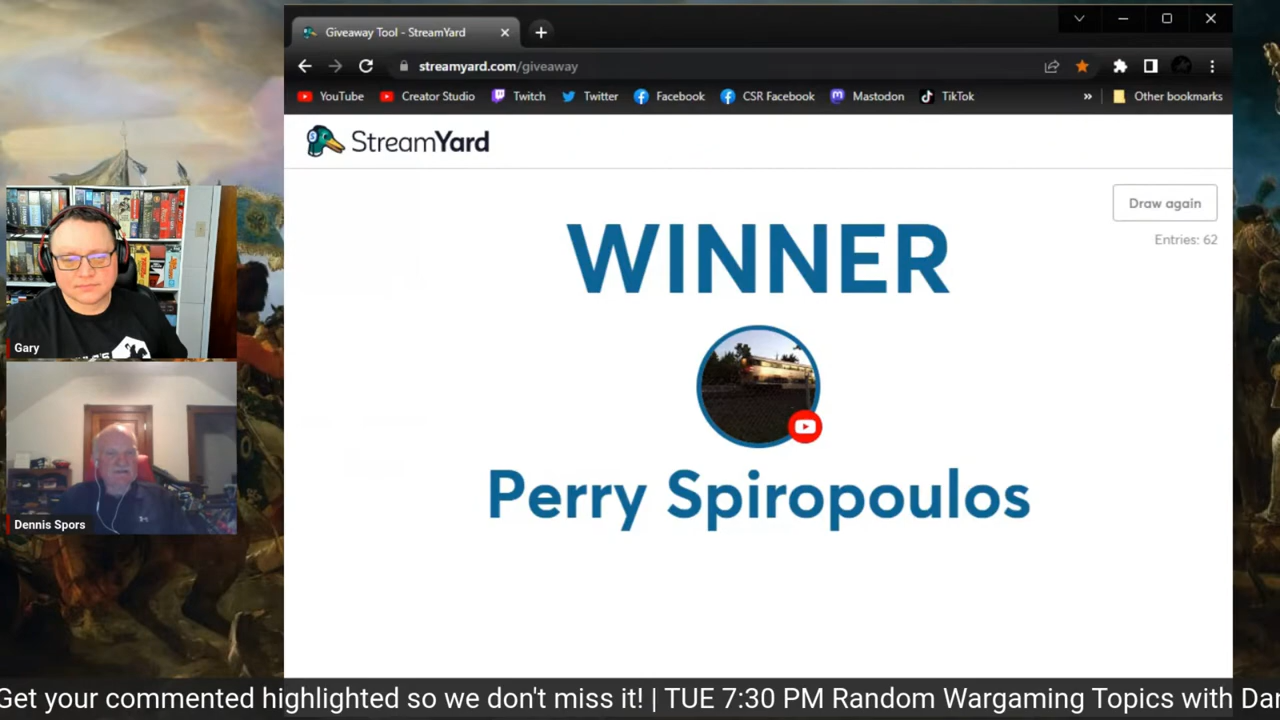 Giveaway Tool - StreamYard
streamyard.com/giveaway
YouTube Creator Studio Twitch Twitter Facebook CSR Facebook Mastodon TikTok » Other bookmarks
StreamYard
Draw again
Entries: 62
WINNER
Perry Spiropoulos
Gary
Dennis Spors
Get your commented highlighted so we don't miss it! | TUE 7:30 PM Random Wargaming Topics with Dan